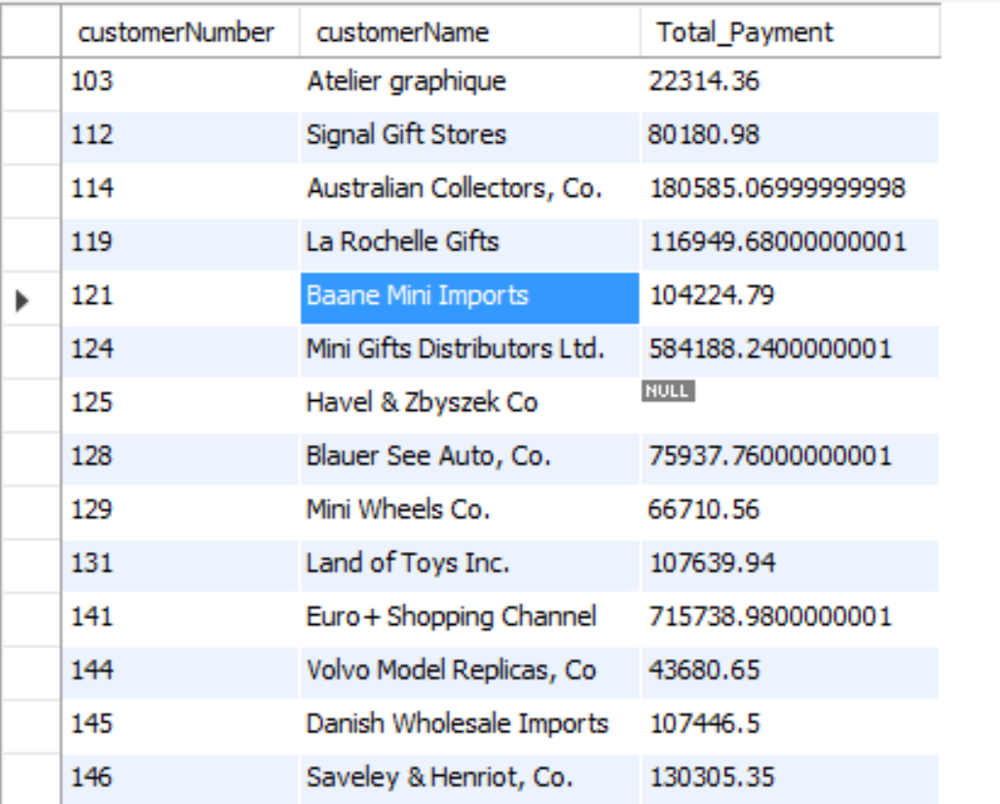 customerNumber customerName Total_Payment
103 Atelier graphique 22314.36
112 Signal Gift Stores 80180.98
114 Australian Collectors, Co. 180585.06999999998
119 La Rochelle Gifts 116949.68000000001
121 Baane Mini Imports 104224.79
124 Mini Gifts Distributors Ltd. 584188.2400000001
125 Havel & Zbyszek Co NULL
128 Blauer See Auto, Co. 75937.76000000001
129 Mini Wheels Co. 66710.56
131 Land of Toys Inc. 107639.94
141 Euro+ Shopping Channel 715738.9800000001
144 Volvo Model Replicas, Co 43680.65
145 Danish Wholesale Imports 107446.5
146 Saveley & Henriot, Co. 130305.35